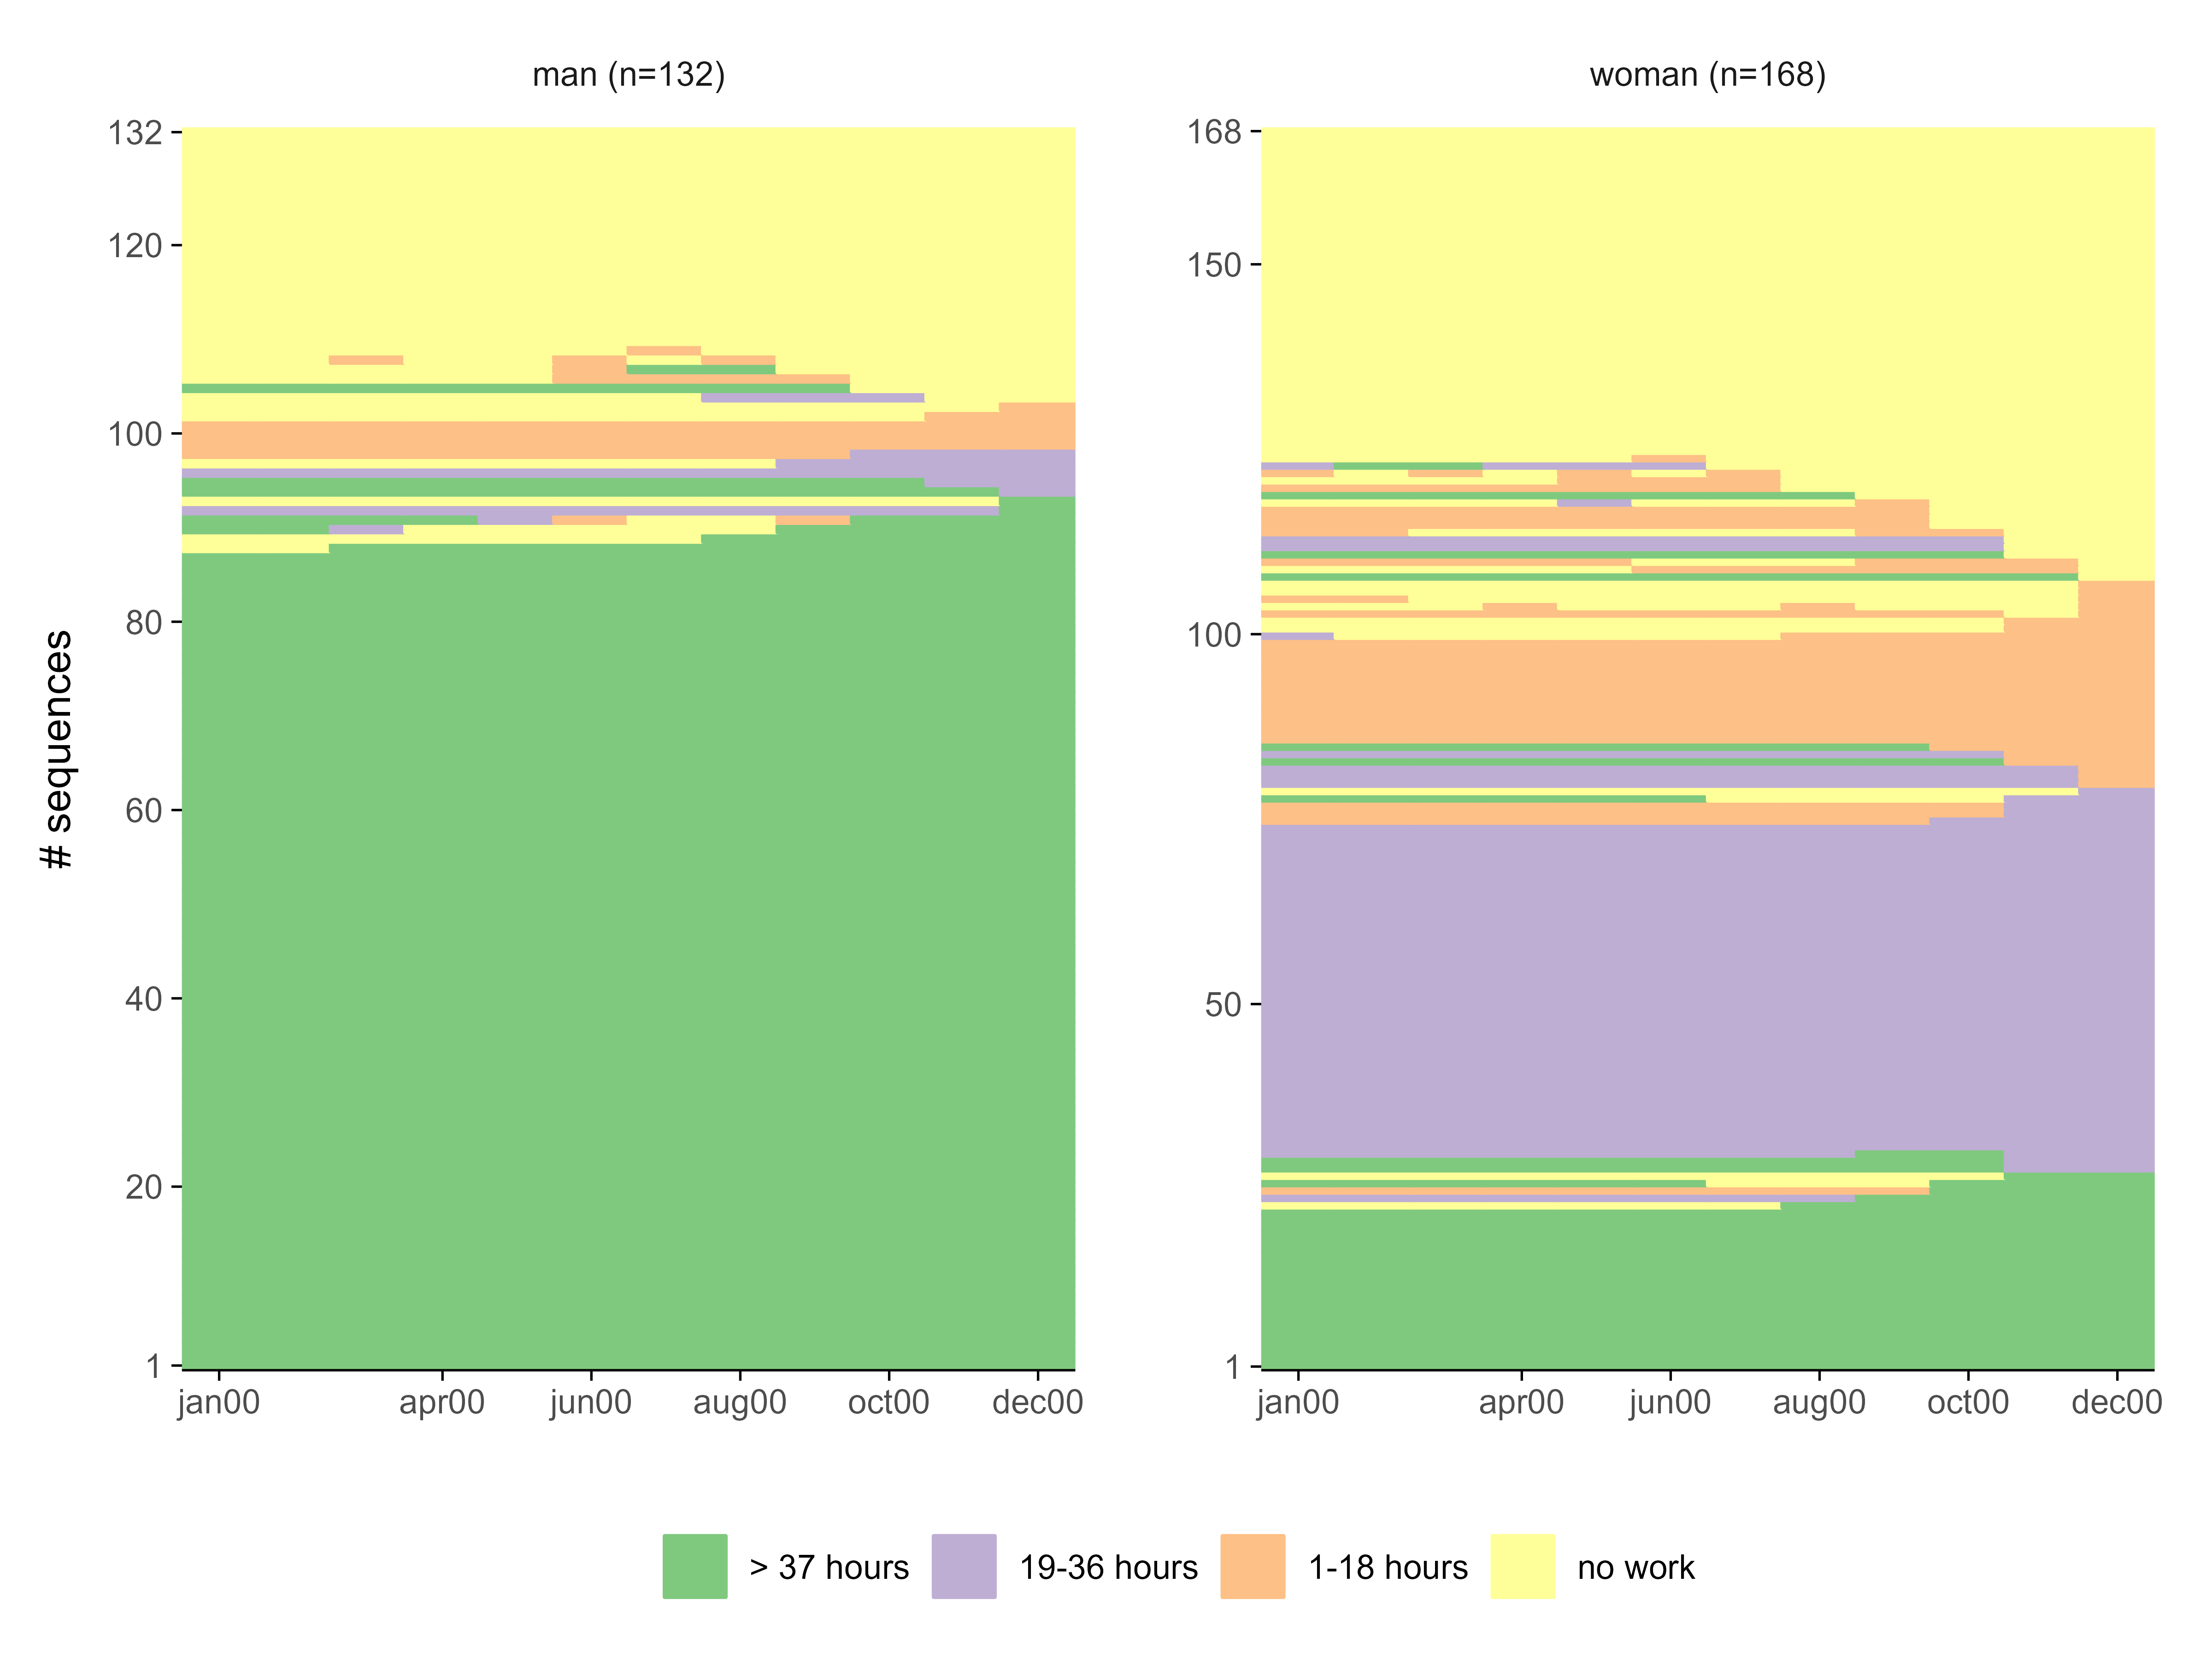 man (n=132)
woman (n=168)
# sequences
132
120
100
80
60
40
20
1
jan00 apr00 jun00 aug00 oct00 dec00
168
150
100
50
1
jan00 apr00 jun00 aug00 oct00 dec00
> 37 hours 19-36 hours 1-18 hours no work